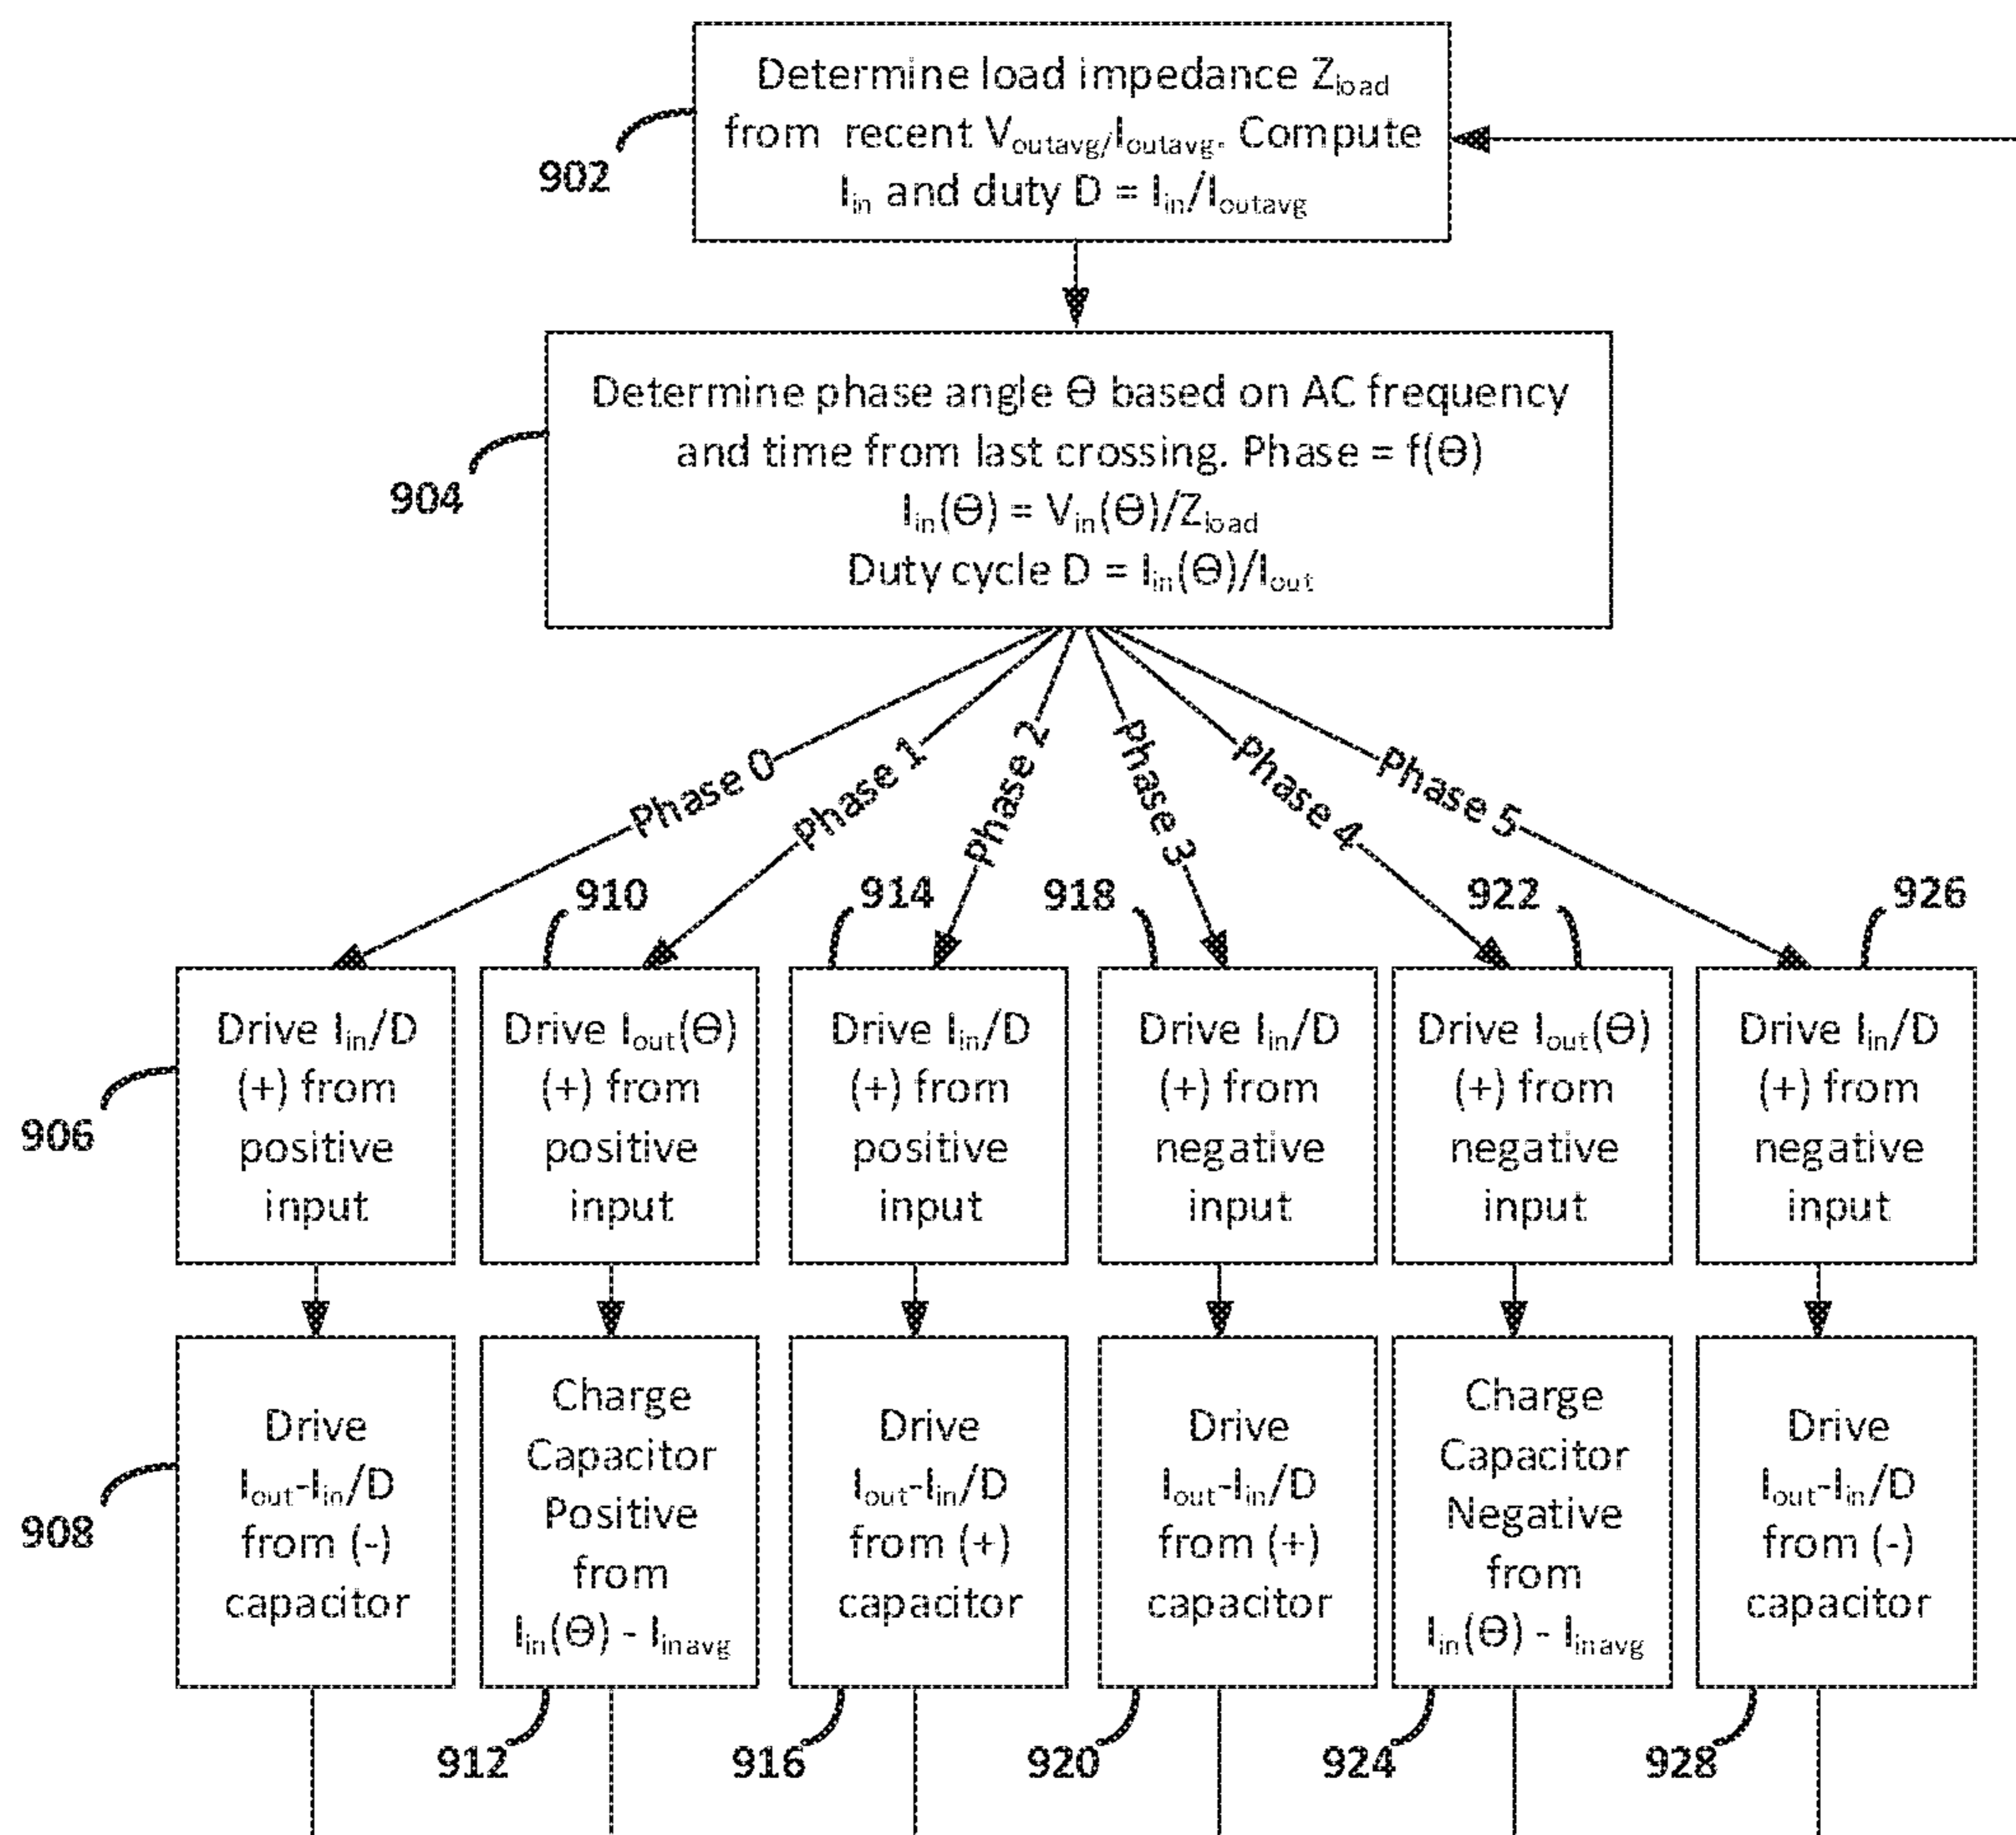 Determine load impedance Zload
from recent Voutavg/Ioutavg. Compute
Iin and duty D = Iin/Ioutavg
902
Determine phase angle Θ based on AC frequency
and time from last crossing. Phase = f(Θ)
Iin(Θ) = Vin(Θ)/Zload
Duty cycle D = Iin(Θ)/Iout
904
Phase 0
Phase 1
Phase 2
Phase 3
Phase 4
Phase 5
910
914
918
922
926
Drive Iin/D
(+) from
positive
input
906
Drive Iout(Θ)
(+) from
positive
input
Drive Iin/D
(+) from
positive
input
Drive Iin/D
(+) from
negative
input
Drive Iout(Θ)
(+) from
negative
input
Drive Iin/D
(+) from
negative
input
Drive
Iout-Iin/D
from (-)
capacitor
908
Charge
Capacitor
Positive
from
Iin(Θ) - Iinavg
Drive
Iout-Iin/D
from (+)
capacitor
Drive
Iout-Iin/D
from (+)
capacitor
Charge
Capacitor
Negative
from
Iin(Θ) - Iinavg
Drive
Iout-Iin/D
from (-)
capacitor
912
916
920
924
928